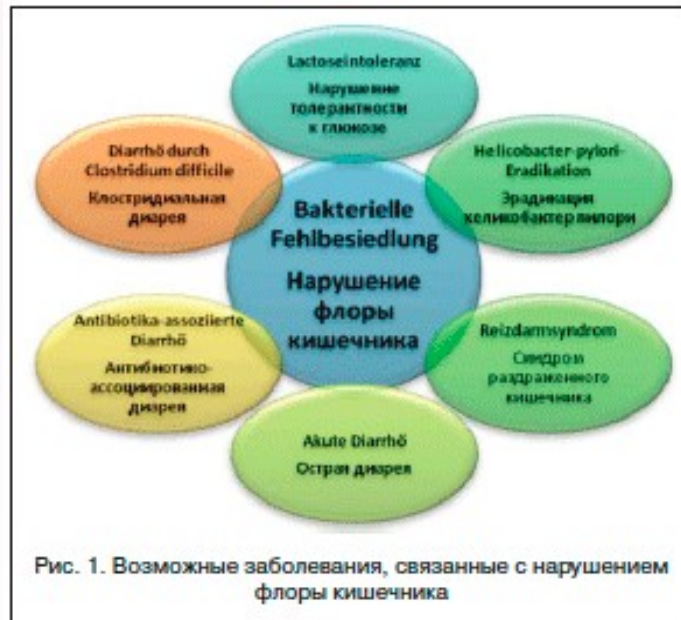 Lactoseintoleranz
Нарушение
толерантности
к глюкозе
Diarrhö durch
Clostridium difficile
Клостридиальная
диарея
Helicobacter-pylori-
Eradikation
Эрадикация
хеликобактер пилори
Bakterielle
Fehlbesiedlung
Нарушение
флоры
кишечника
Antibiotika-assoziierte
Diarrhö
Антибиотико-
ассоциированная
диарея
Reizdarmsyndrom
Синдром
раздраженного
кишечника
Akute Diarrhö
Острая диарея
Рис. 1. Возможные заболевания, связанные с нарушением
флоры кишечника